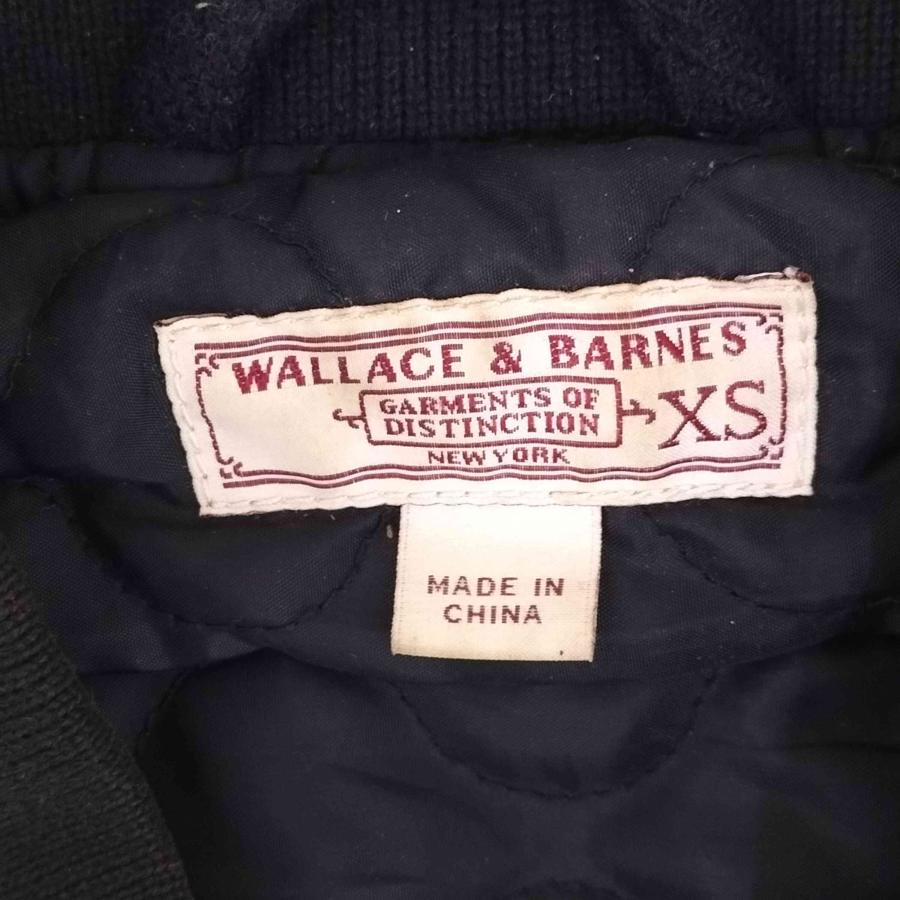 WALLACE & BARNES
GARMENTS OF
DISTINCTION
XS
NEW YORK
MADE IN
CHINA